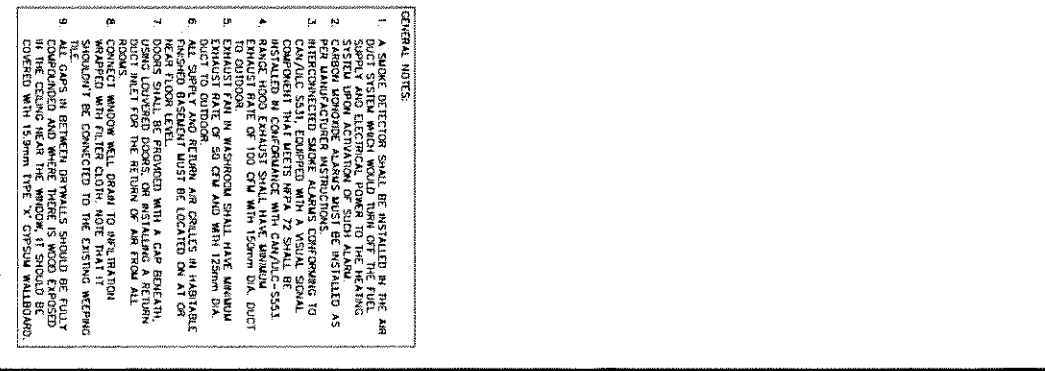 GENERAL NOTES:
1. A SMOKE DETECTOR SHALL BE INSTALLED IN THE AIR
DUCT SYSTEM WHICH WOULD TURN OFF THE FUEL
SUPPLY AND ELECTRICAL POWER TO THE HEATING
SYSTEM UPON ACTIVATION OF SUCH ALARM.
2. CARBON MONOXIDE ALARMS MUST BE INSTALLED AS
PER MANUFACTURER INSTRUCTIONS.
3. INTERCONNECTED SMOKE ALARMS CONFORMING TO
CAN/ULC S531, EQUIPPED WITH A VISUAL SIGNAL
COMPONENT THAT MEETS NFPA 72 SHALL BE
INSTALLED IN CONFORMANCE WITH CAN/ULC-S553.
4. RANGE HOOD EXHAUST SHALL HAVE MINIMUM
EXHAUST RATE OF 100 CFM WITH 150mm DIA. DUCT
TO OUTDOOR.
5. EXHAUST FAN IN WASHROOM SHALL HAVE MINIMUM
EXHAUST RATE OF 50 CFM AND WITH 125mm DIA.
DUCT TO OUTDOOR.
6. ALL SUPPLY AND RETURN AIR GRILLES IN HABITABLE
FINISHED BASEMENT MUST BE LOCATED ON AT OR
NEAR FLOOR LEVEL.
7. DOORS SHALL BE PROVIDED WITH A GAP BENEATH,
USING LOUVERED DOORS, OR INSTALLING A RETURN
DUCT INLET FOR THE RETURN OF AIR FROM ALL
ROOMS.
8. CONNECT WINDOW WELL DRAIN TO INFILTRATION
WRAPPED WITH FILTER CLOTH. NOTE THAT IT
SHOULDN'T BE CONNECTED TO THE EXISTING WEEPING
TILE.
9. ALL GAPS IN BETWEEN DRYWALLS SHOULD BE FULLY
COMPOUNDED AND WHERE THERE IS WOOD EXPOSED
IN THE CEILING NEAR THE WINDOW, IT SHOULD BE
COVERED WITH 15.9mm TYPE 'X' GYPSUM WALLBOARD.